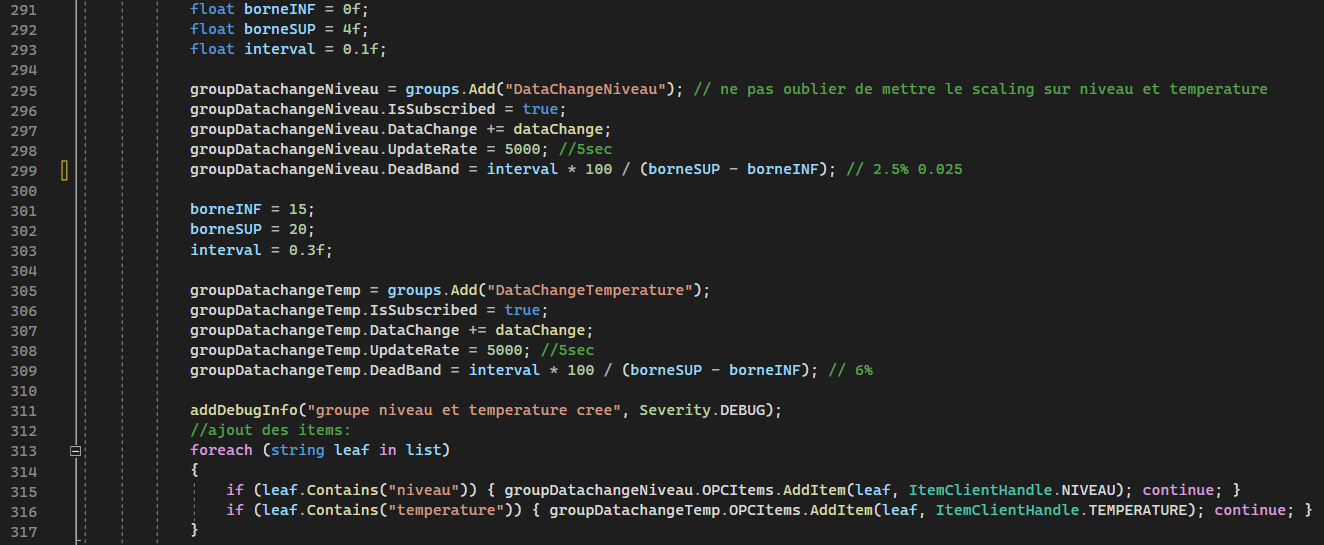 291 float borneINF = 0f;
292 float borneSUP = 4f;
293 float interval = 0.1f;
294
295 groupDatachangeNiveau = groups.Add("DataChangeNiveau"); // ne pas oublier de mettre le scaling sur niveau et temperature
296 groupDatachangeNiveau.IsSubscribed = true;
297 groupDatachangeNiveau.DataChange += dataChange;
298 groupDatachangeNiveau.UpdateRate = 5000; //5sec
299 groupDatachangeNiveau.DeadBand = interval * 100 / (borneSUP - borneINF); // 2.5% 0.025
300
301 borneINF = 15;
302 borneSUP = 20;
303 interval = 0.3f;
304
305 groupDatachangeTemp = groups.Add("DataChangeTemperature");
306 groupDatachangeTemp.IsSubscribed = true;
307 groupDatachangeTemp.DataChange += dataChange;
308 groupDatachangeTemp.UpdateRate = 5000; //5sec
309 groupDatachangeTemp.DeadBand = interval * 100 / (borneSUP - borneINF); // 6%
310
311 addDebugInfo("groupe niveau et temperature cree", Severity.DEBUG);
312 //ajout des items:
313 foreach (string leaf in list)
314 {
315 if (leaf.Contains("niveau")) { groupDatachangeNiveau.OPCItems.AddItem(leaf, ItemClientHandle.NIVEAU); continue; }
316 if (leaf.Contains("temperature")) { groupDatachangeTemp.OPCItems.AddItem(leaf, ItemClientHandle.TEMPERATURE); continue; }
317 }